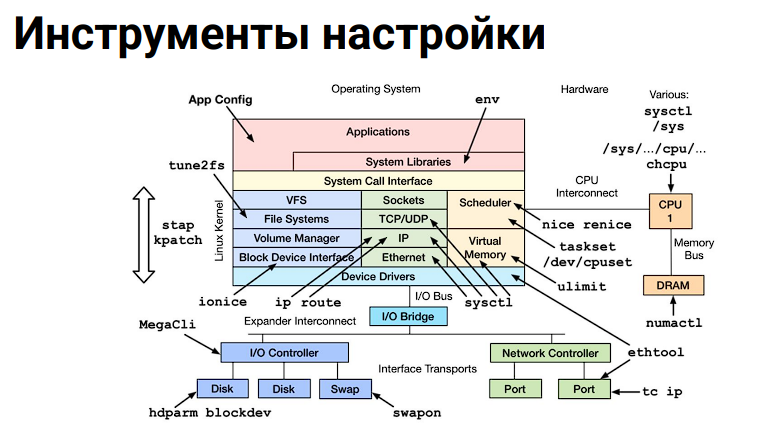 Инструменты настройки
Operating System
Hardware
Various:
App Config
env
sysctl
/sys
Applications
/sys/.../cpu/...
System Libraries
chcpu
tune2fs
System Call Interface
CPU
Interconnect
VFS
Sockets
Scheduler
CPU
1
File Systems
TCP/UDP
stap
kpatch
Linux Kernel
nice renice
Volume Manager
IP
Virtual
Memory
taskset
/dev/cpuset
Memory
Bus
Block Device Interface
Ethernet
Device Drivers
ulimit
DRAM
ionice
ip route
I/O Bus
sysctl
I/O Bridge
numactl
MegaCli
Expander Interconnect
I/O Controller
Network Controller
ethtool
Interface Transports
Disk
Disk
Swap
Port
Port
tc ip
hdparm blockdev
swapon